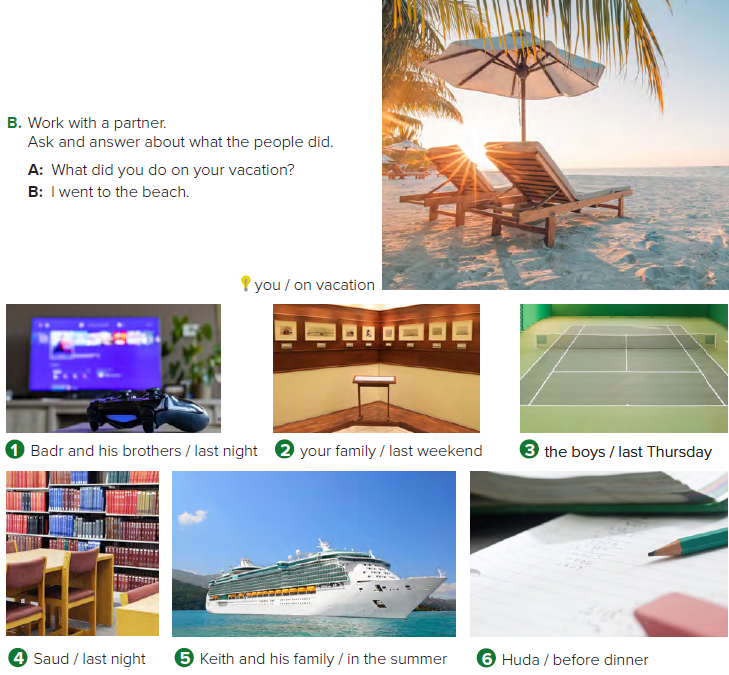 B. Work with a partner.
Ask and answer about what the people did.
A: What did you do on your vacation?
B: I went to the beach.
you / on vacation
1 Badr and his brothers / last night
2 your family / last weekend
3 the boys / last Thursday
4 Saud / last night
5 Keith and his family / in the summer
6 Huda / before dinner